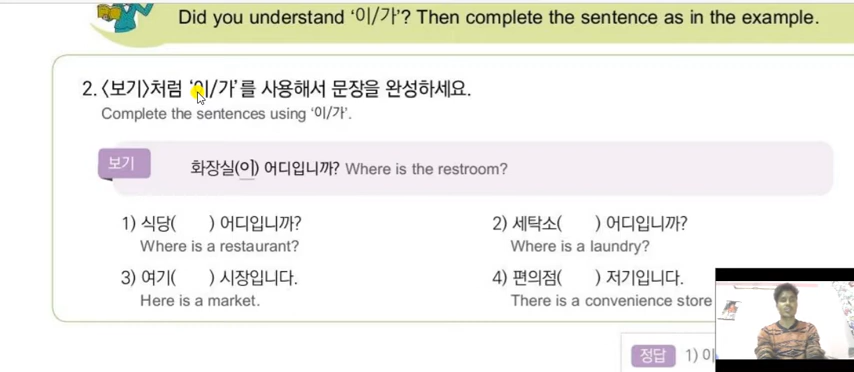 Did you understand ‘이/가’? Then complete the sentence as in the example.
2. 〈보기〉처럼 ‘이/가’를 사용해서 문장을 완성하세요.
Complete the sentences using ‘이/가’.
보기 화장실(이) 어디입니까? Where is the restroom?
1) 식당( ) 어디입니까?
Where is a restaurant?
2) 세탁소( ) 어디입니까?
Where is a laundry?
3) 여기( ) 시장입니다.
Here is a market.
4) 편의점( ) 저기입니다.
There is a convenience store
정답 1) 이